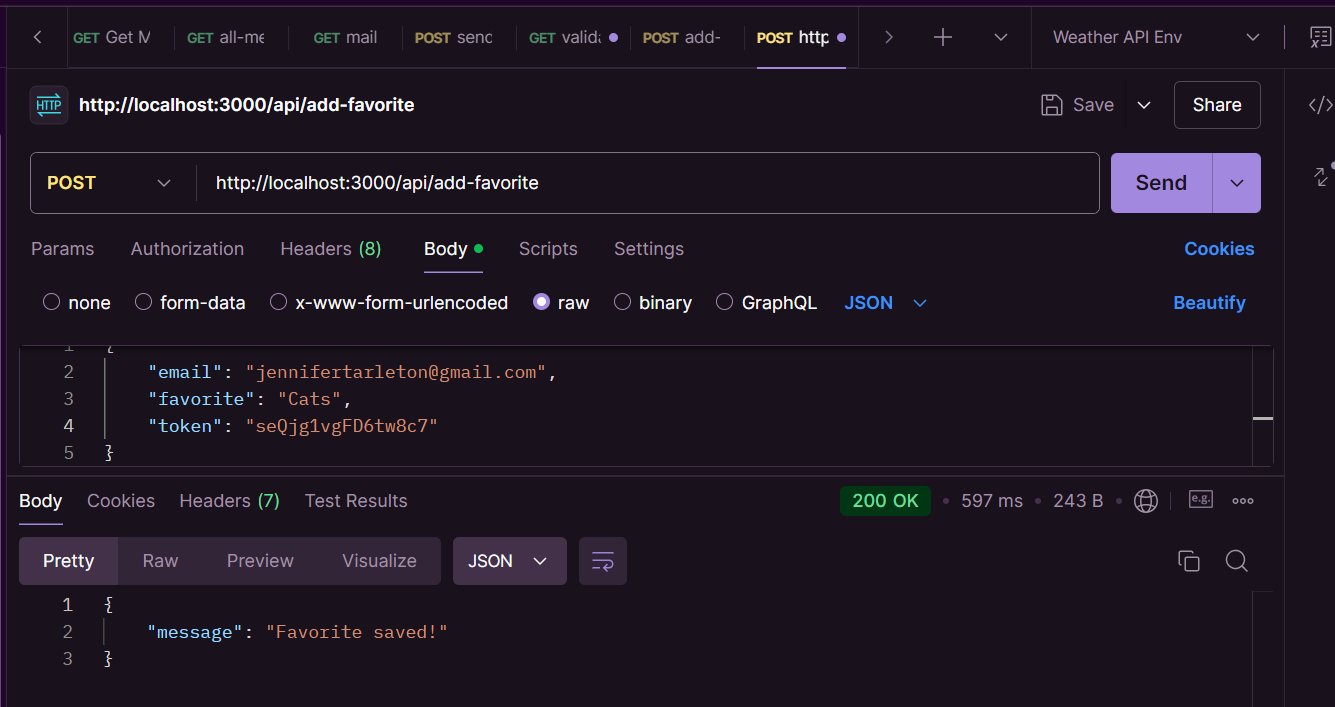 GET Get M GET all-me GET mail POST senc GET valida POST add- POST http Weather API Env
HTTP http://localhost:3000/api/add-favorite Save Share
POST http://localhost:3000/api/add-favorite Send
Params Authorization Headers (8) Body Scripts Settings Cookies
none form-data x-www-form-urlencoded raw binary GraphQL JSON Beautify
1 {
2 "email": "jennifertarleton@gmail.com",
3 "favorite": "Cats",
4 "token": "seQjg1vgFD6tw8c7"
5 }
Body Cookies Headers (7) Test Results 200 OK • 597 ms • 243 B • e.g.
Pretty Raw Preview Visualize JSON
1 {
2 "message": "Favorite saved!"
3 }